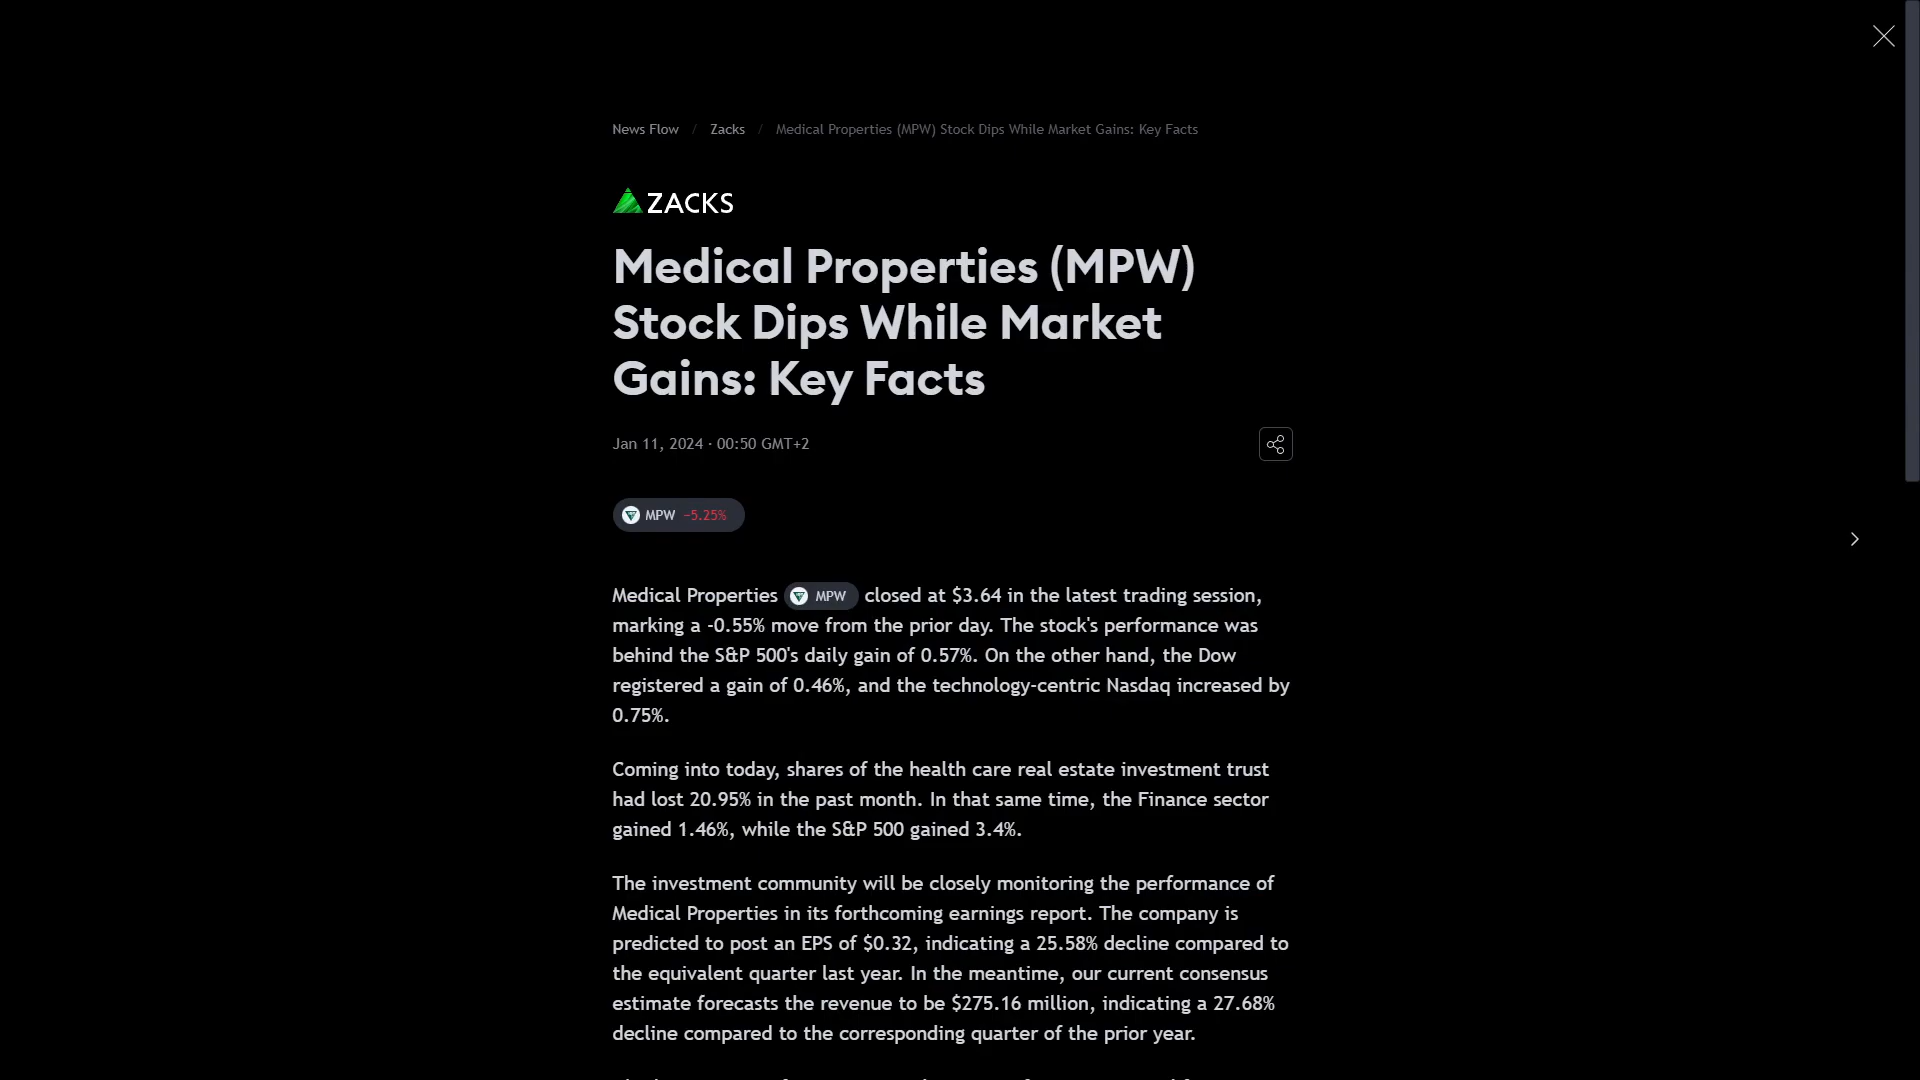 News Flow / Zacks / Medical Properties (MPW) Stock Dips While Market Gains: Key Facts
ZACKS
Medical Properties (MPW)
Stock Dips While Market
Gains: Key Facts
Jan 11, 2024 · 00:50 GMT+2
MPW −5.25%
Medical Properties MPW closed at $3.64 in the latest trading session,
marking a -0.55% move from the prior day. The stock's performance was
behind the S&P 500's daily gain of 0.57%. On the other hand, the Dow
registered a gain of 0.46%, and the technology-centric Nasdaq increased by
0.75%.
Coming into today, shares of the health care real estate investment trust
had lost 20.95% in the past month. In that same time, the Finance sector
gained 1.46%, while the S&P 500 gained 3.4%.
The investment community will be closely monitoring the performance of
Medical Properties in its forthcoming earnings report. The company is
predicted to post an EPS of $0.32, indicating a 25.58% decline compared to
the equivalent quarter last year. In the meantime, our current consensus
estimate forecasts the revenue to be $275.16 million, indicating a 27.68%
decline compared to the corresponding quarter of the prior year.